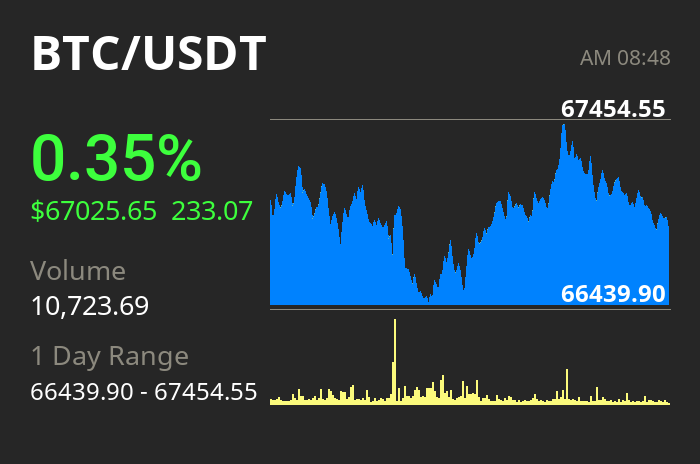 BTC/USDT
AM 08:48
67454.55
0.35%
$67025.65 233.07
Volume
10,723.69
66439.90
1 Day Range
66439.90 - 67454.55